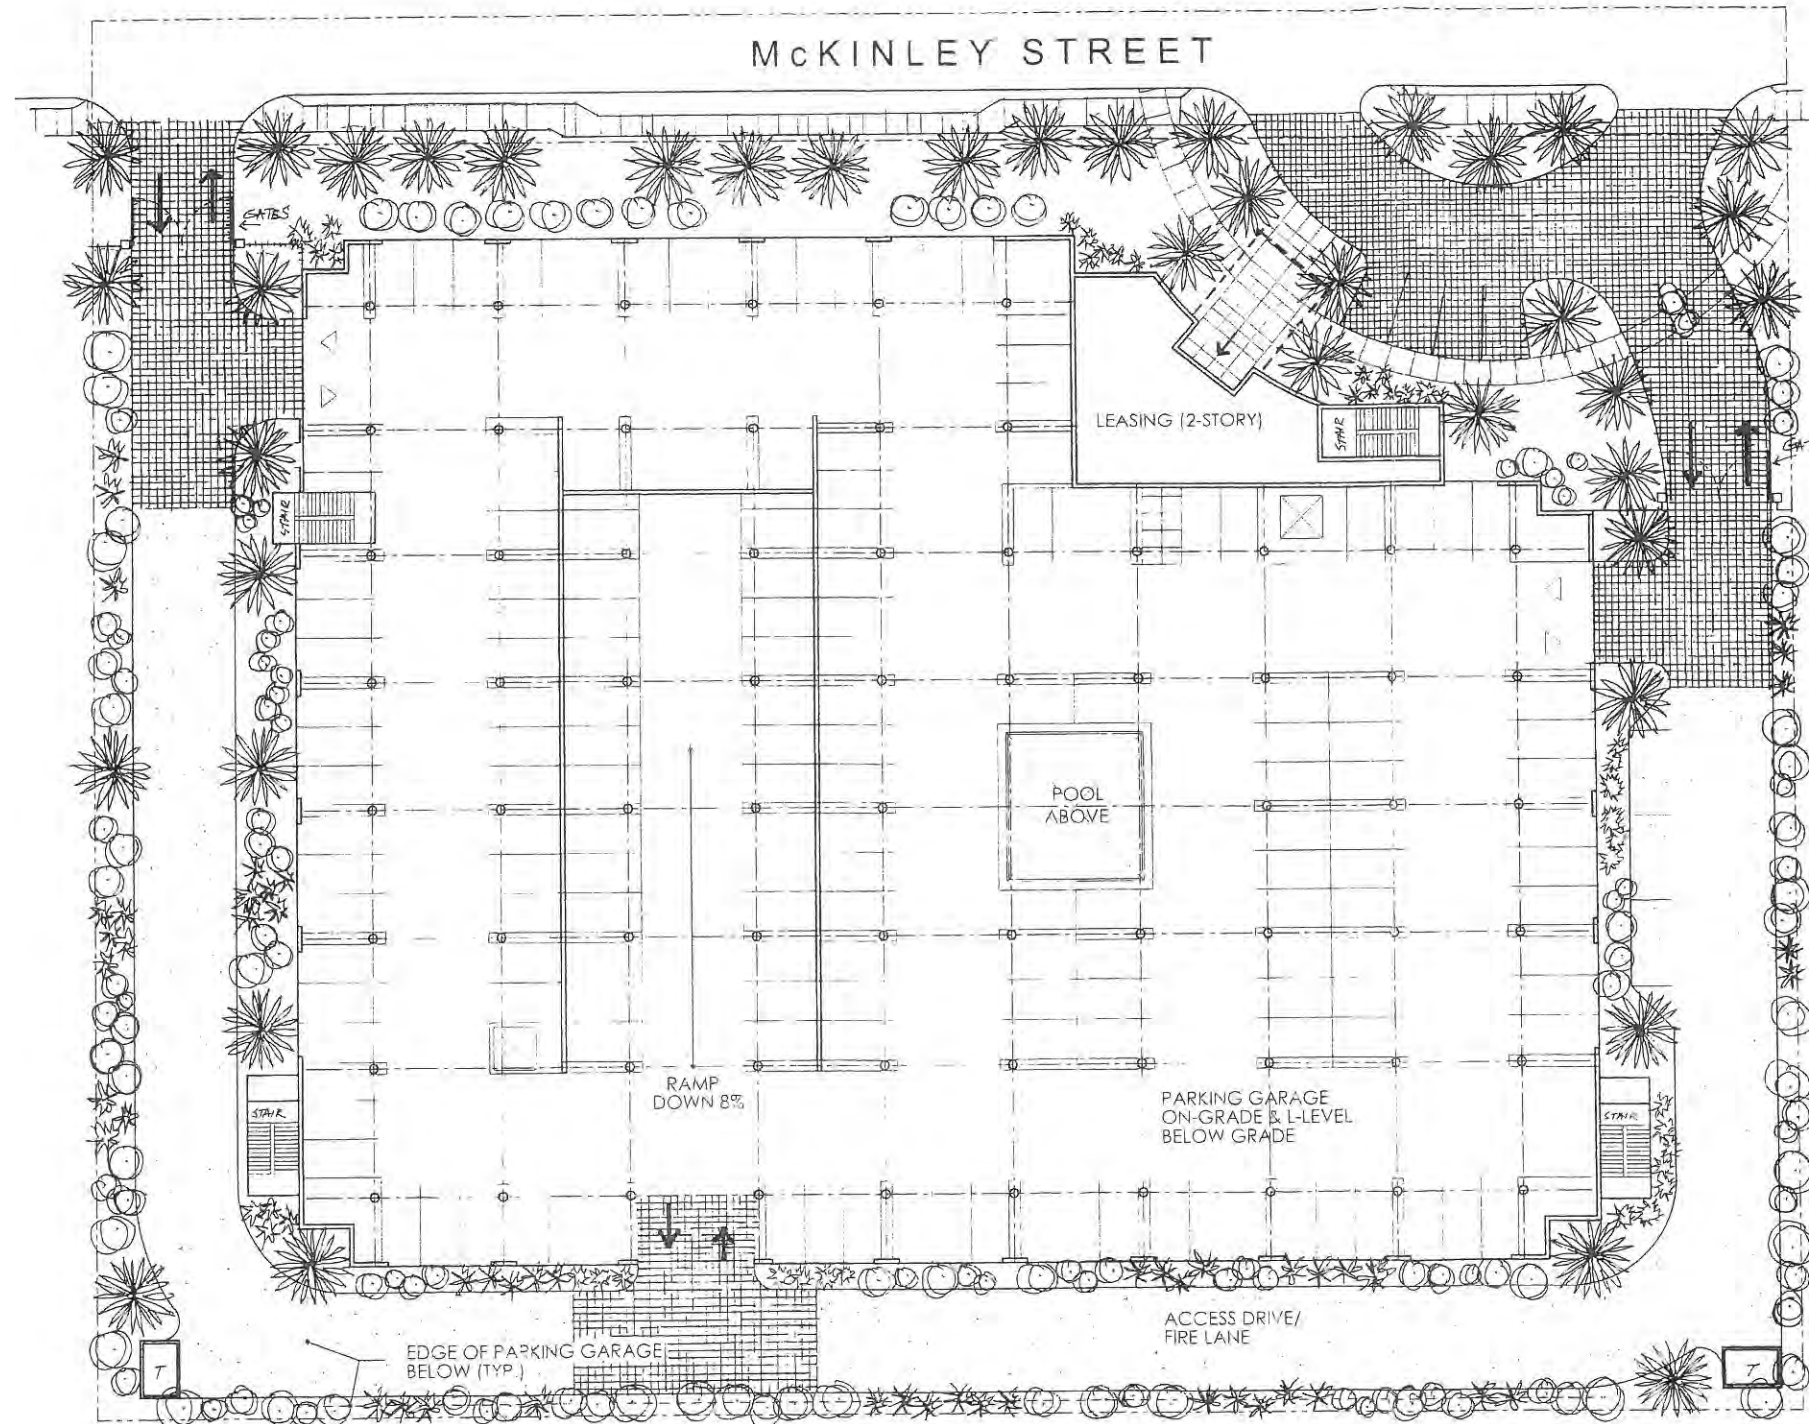 McKINLEY STREET
GATES
LEASING (2-STORY)
STAIR
STAIR
POOL
ABOVE
RAMP
DOWN 8%
PARKING GARAGE
ON-GRADE & L-LEVEL
BELOW GRADE
STAIR
STAIR
ACCESS DRIVE/
FIRE LANE
EDGE OF PARKING GARAGE
BELOW (TYP.)
T
T